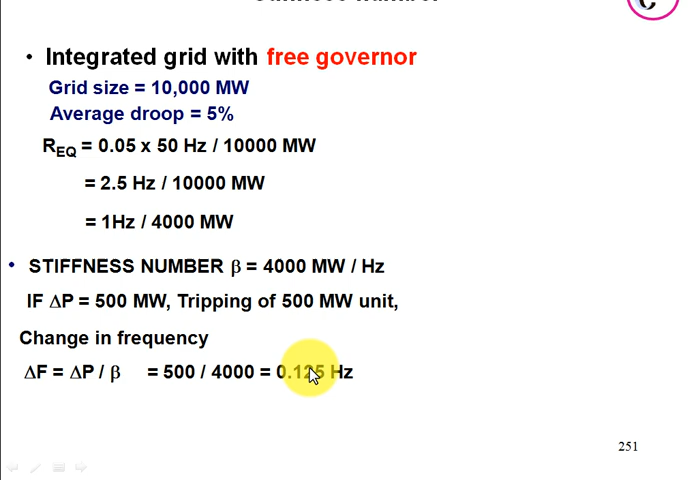 • Integrated grid with free governor
Grid size = 10,000 MW
Average droop = 5%
REQ = 0.05 x 50 Hz / 10000 MW
= 2.5 Hz / 10000 MW
= 1Hz / 4000 MW
• STIFFNESS NUMBER β = 4000 MW / Hz
IF ΔP = 500 MW, Tripping of 500 MW unit,
Change in frequency
ΔF = ΔP / β = 500 / 4000 = 0.125 Hz
251